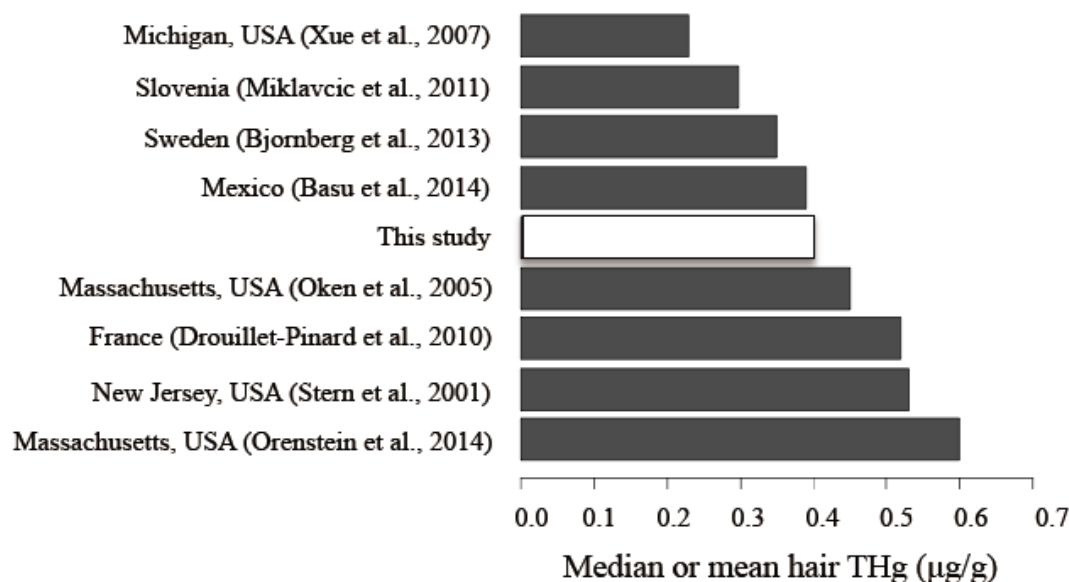 Michigan, USA (Xue et al., 2007)
Slovenia (Miklavcic et al., 2011)
Sweden (Bjornberg et al., 2013)
Mexico (Basu et al., 2014)
This study
Massachusetts, USA (Oken et al., 2005)
France (Drouillet-Pinard et al., 2010)
New Jersey, USA (Stern et al., 2001)
Massachusetts, USA (Orenstein et al., 2014)
0.0 0.1 0.2 0.3 0.4 0.5 0.6 0.7
Median or mean hair THg (μg/g)